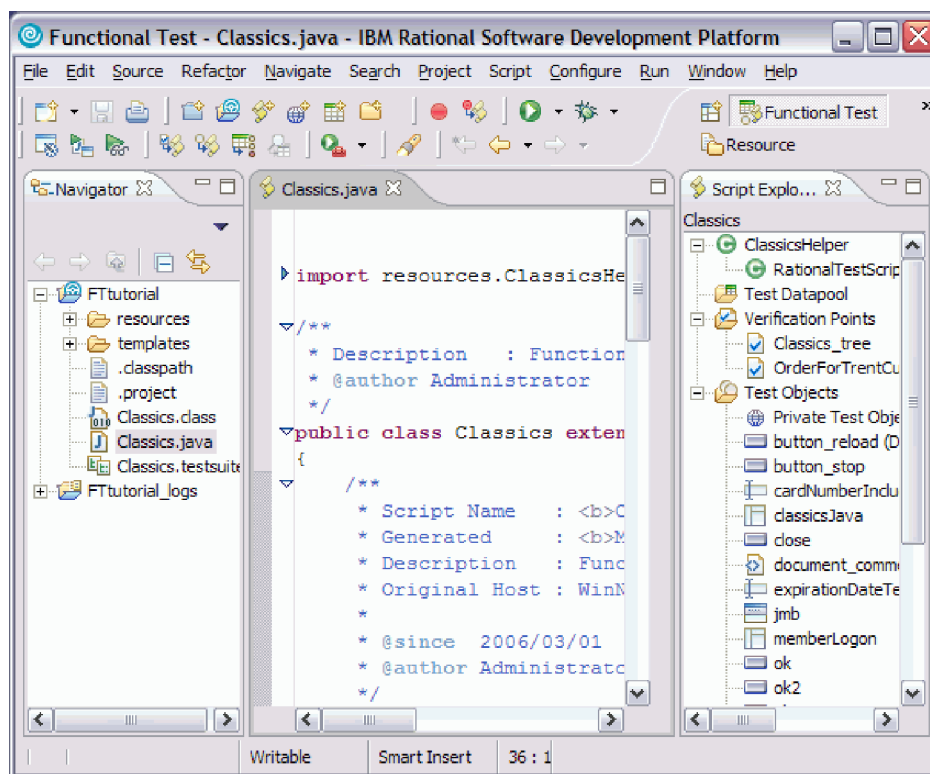 Functional Test - Classics.java - IBM Rational Software Development Platform
File Edit Source Refactor Navigate Search Project Script Configure Run Window Help
Functional Test
»
Resource
Navigator
FTtutorial
resources
templates
.classpath
.project
Classics.class
Classics.java
Classics.testsuite
FTtutorial_logs
Classics.java
import resources.ClassicsHe
/**
* Description : Function
* @author Administrator
*/
public class Classics exten
{
/**
* Script Name : <b>C
* Generated : <b>M
* Description : Func
* Original Host : WinN
*
* @since 2006/03/01
* @author Administrato
*/
Script Explo...
Classics
ClassicsHelper
RationalTestScrip
Test Datapool
Verification Points
Classics_tree
OrderForTrentCu
Test Objects
Private Test Obje
button_reload (D
button_stop
cardNumberInclu
classicsJava
close
document_comme
expirationDateTe
jmb
memberLogon
ok
ok2
Writable Smart Insert 36 : 1